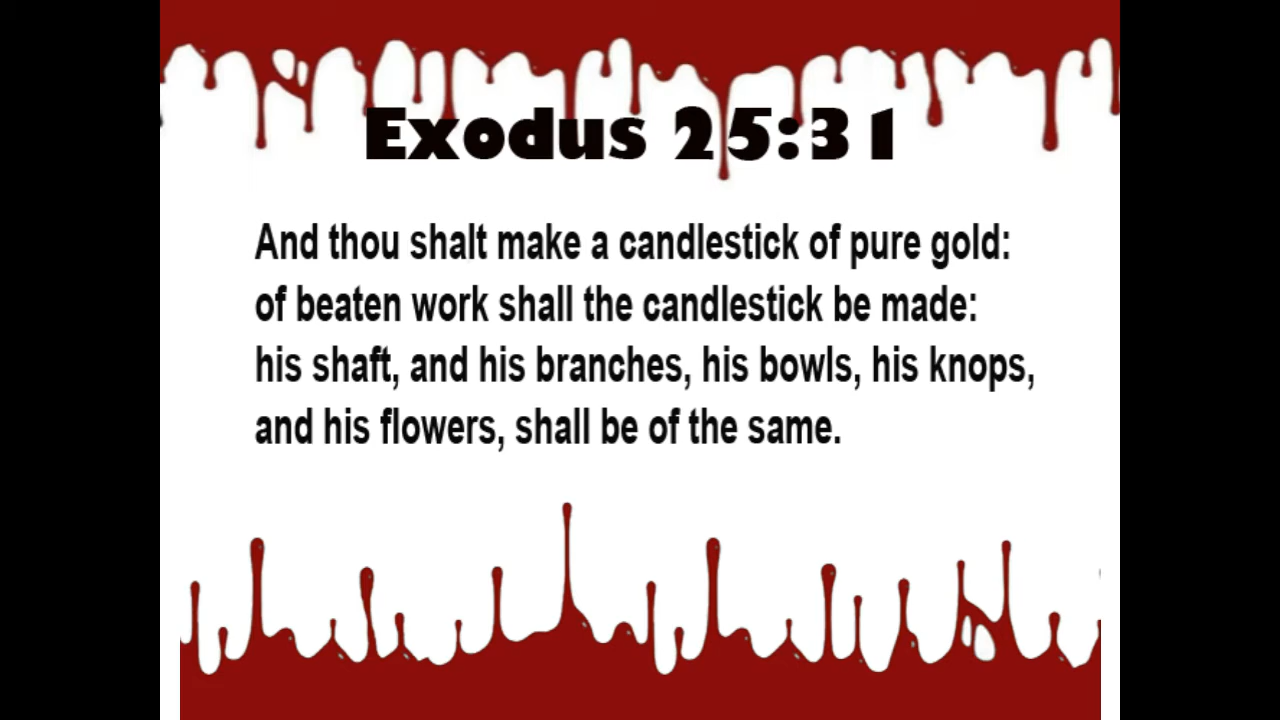 Exodus 25:31
And thou shalt make a candlestick of pure gold:
of beaten work shall the candlestick be made:
his shaft, and his branches, his bowls, his knops,
and his flowers, shall be of the same.